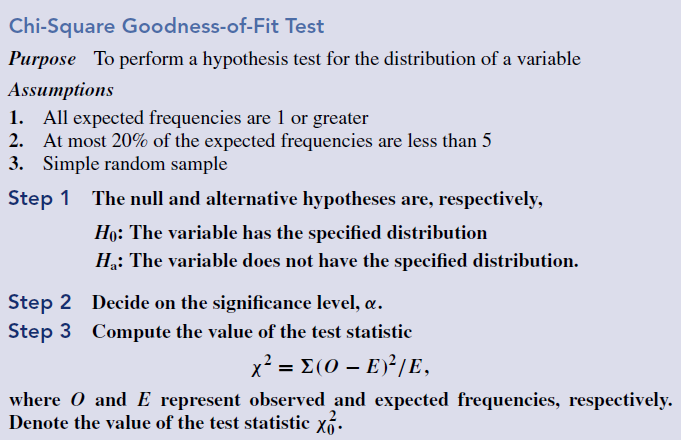 Chi-Square Goodness-of-Fit Test
Purpose To perform a hypothesis test for the distribution of a variable
Assumptions
1. All expected frequencies are 1 or greater
2. At most 20% of the expected frequencies are less than 5
3. Simple random sample
Step 1 The null and alternative hypotheses are, respectively,
H₀: The variable has the specified distribution
Hₐ: The variable does not have the specified distribution.
Step 2 Decide on the significance level, α.
Step 3 Compute the value of the test statistic
χ² = Σ(O − E)²/E,
where O and E represent observed and expected frequencies, respectively.
Denote the value of the test statistic χ₀².